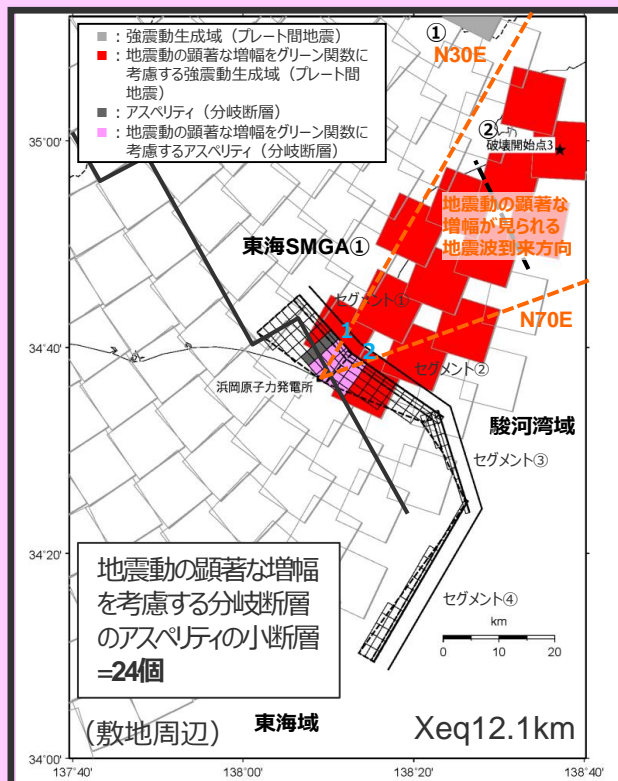 ：強震動生成域（プレート間地震）
：地震動の顕著な増幅をグリーン関数に
考慮する強震動生成域（プレート間
地震）
：アスペリティ（分岐断層）
：地震動の顕著な増幅をグリーン関数に
考慮するアスペリティ（分岐断層）
①
N30E
②
破壊開始点3
35°00'
地震動の顕著な
増幅が見られる
地震波到来方向
東海SMGA①
セグメント①
N70E
1
2
34°40'
セグメント②
浜岡原子力発電所
駿河湾域
セグメント③
34°20'
地震動の顕著な増幅
を考慮する分岐断層
のアスペリティの小断層
=24個
セグメント④
km
0 10 20
（敷地周辺）
東海域
Xeq12.1km
34°00'
137°40' 138°00' 138°20' 138°40'